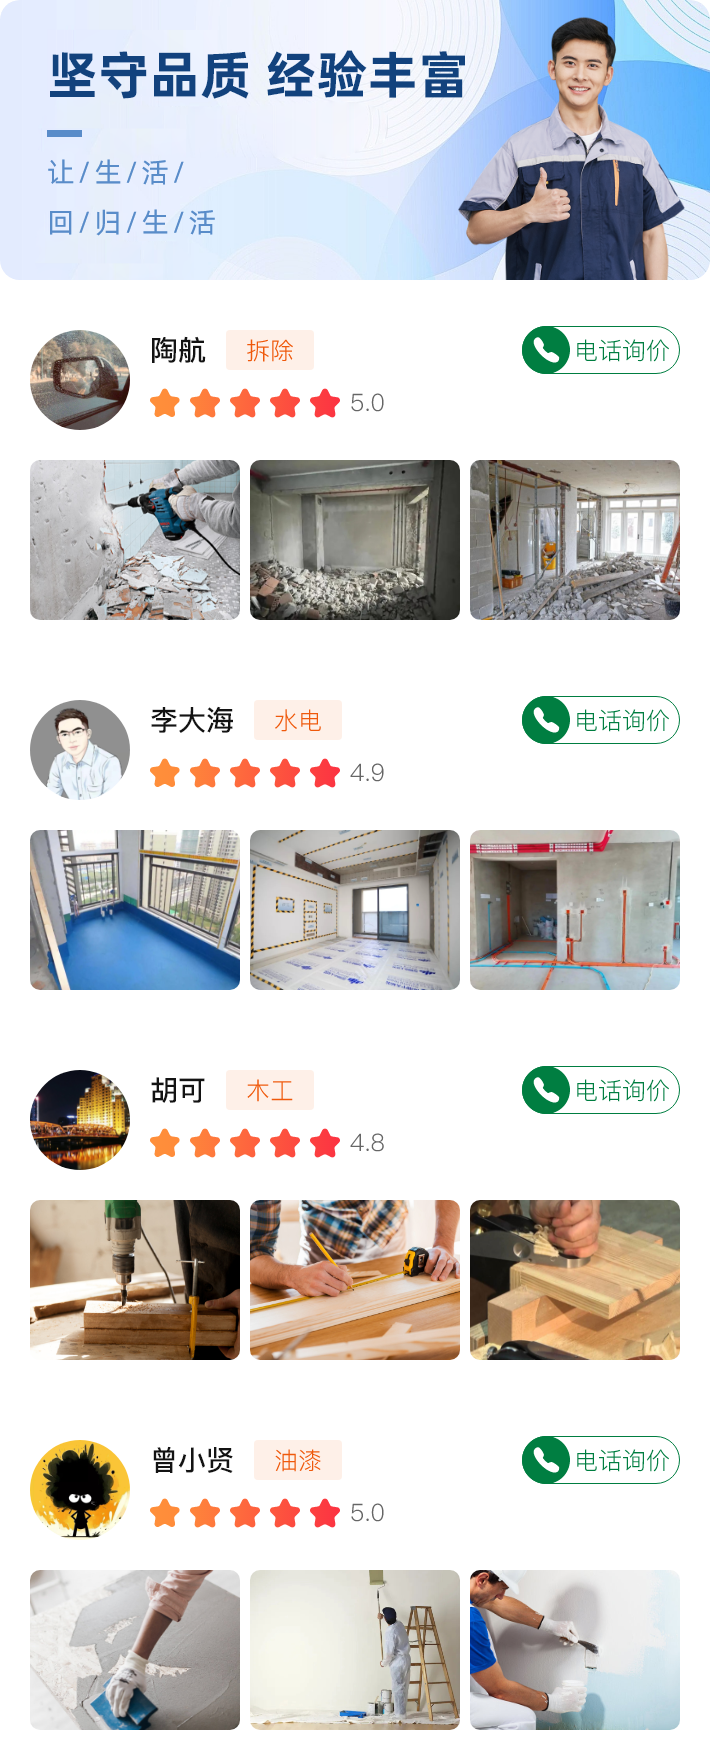 坚守品质 经验丰富
让/生活/
回/归/生活
陶航 拆除 电话询价
5.0
李大海 水电 电话询价
4.9
胡可 木工 电话询价
4.8
曾小贤 油漆 电话询价
5.0